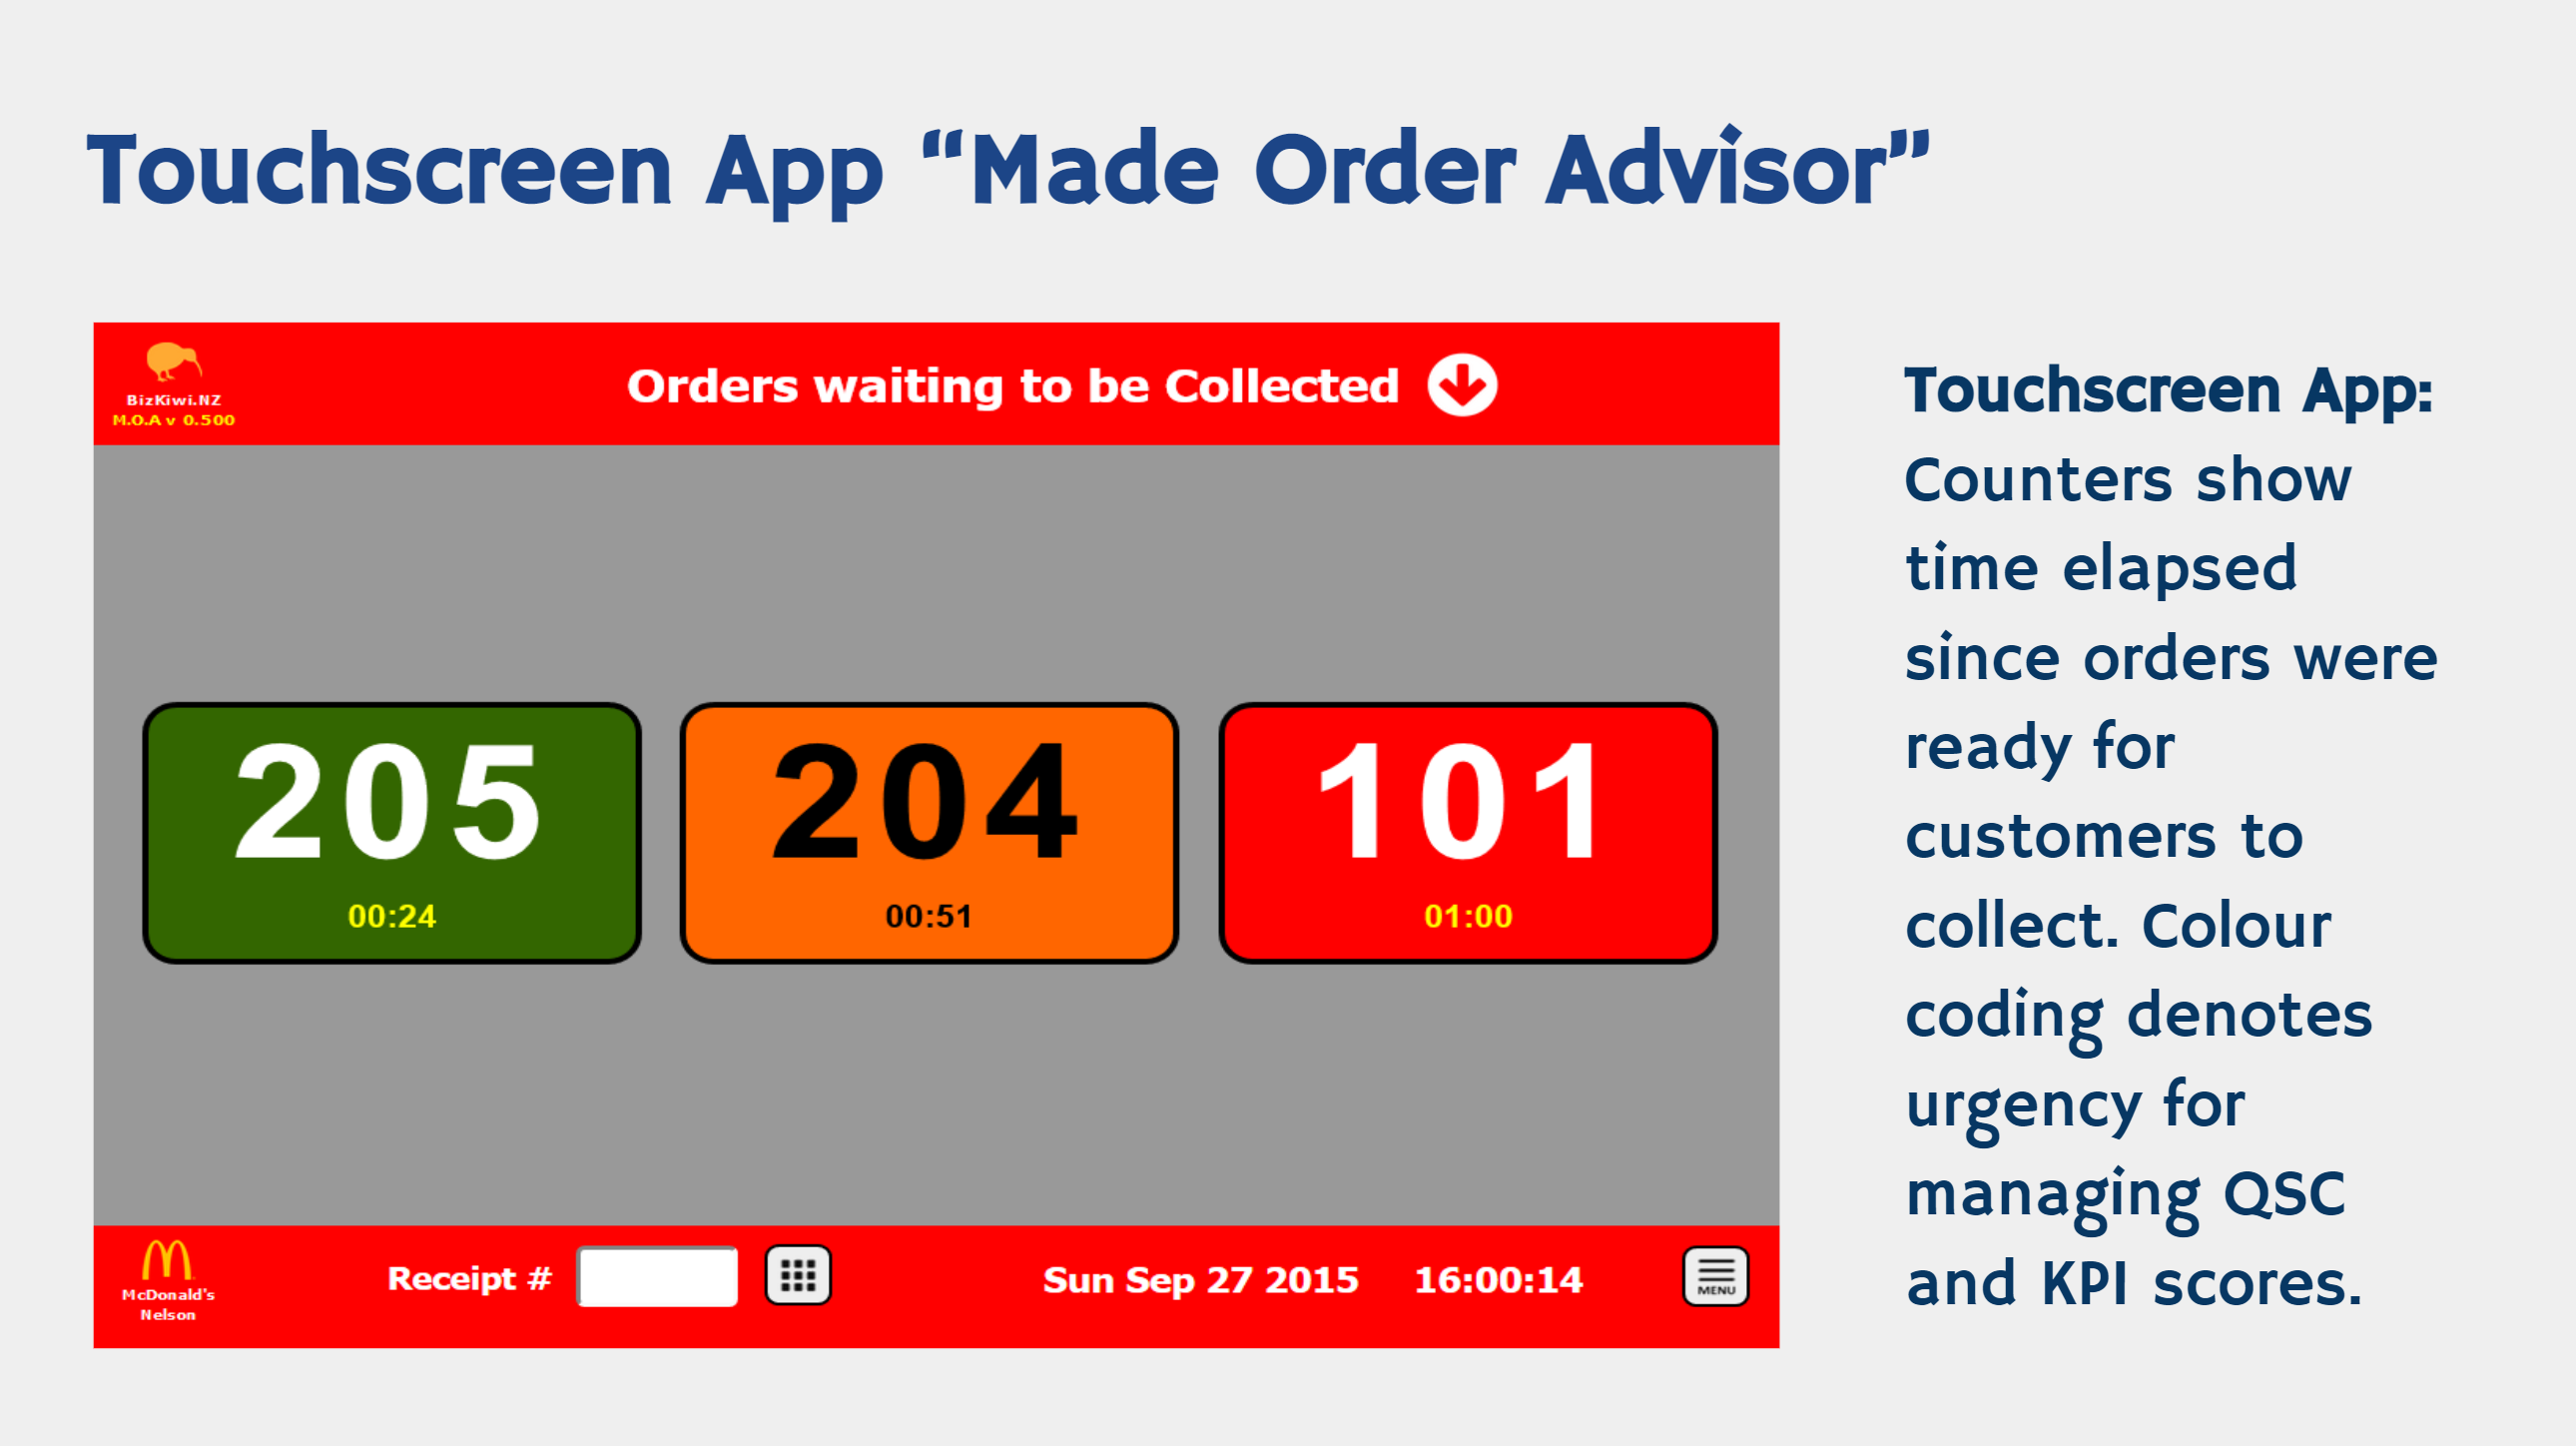 Touchscreen App “Made Order Advisor”
BizKiwi.NZ
M.O.A v 0.500
Orders waiting to be Collected
205
00:24
204
00:51
101
01:00
McDonald's
Nelson
Receipt #
Sun Sep 27 2015 16:00:14
MENU
Touchscreen App:
Counters show
time elapsed
since orders were
ready for
customers to
collect. Colour
coding denotes
urgency for
managing QSC
and KPI scores.